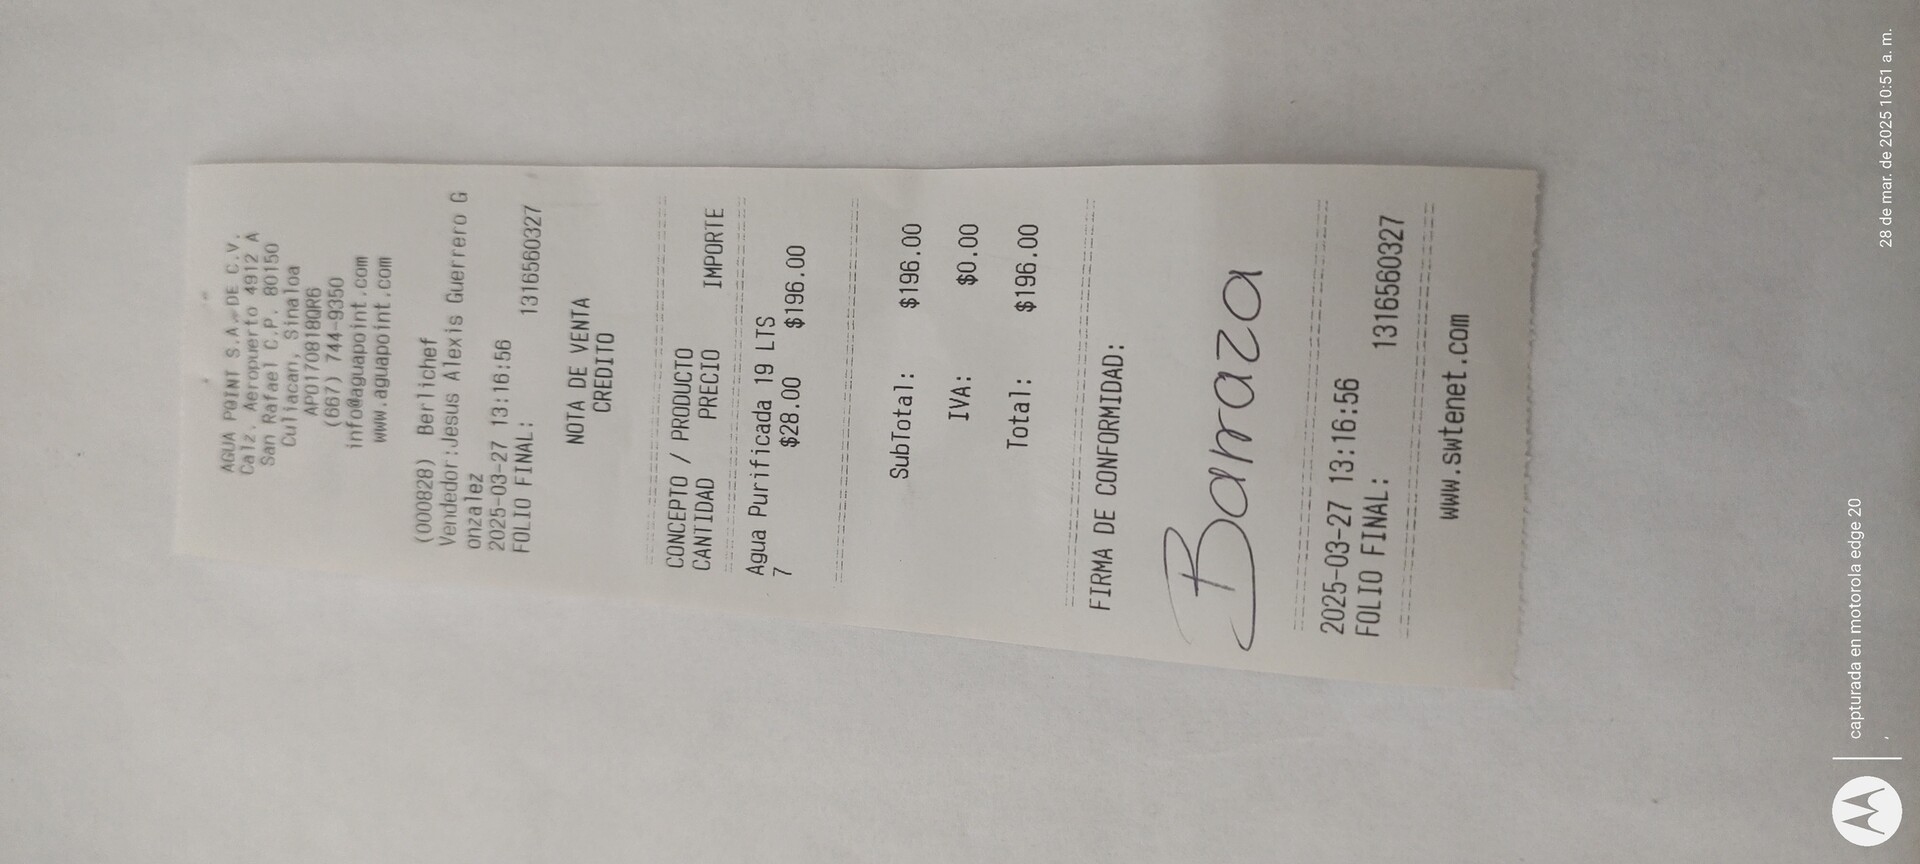 AGUA POINT S.A. DE C.V.
Calz. Aeropuerto 4912 A
San Rafael C.P. 80150
Culiacan, Sinaloa
APO170818QR6
(667) 744-9350
info@aguapoint.com
www.aguapoint.com
(000828) Berlichef
Vendedor:Jesus Alexis Guerrero G
onzalez
2025-03-27 13:16:56
FOLIO FINAL: 1316560327
NOTA DE VENTA
CREDITO
CONCEPTO / PRODUCTO
CANTIDAD PRECIO IMPORTE
Agua Purificada 19 LTS
7 $28.00 $196.00
SubTotal: $196.00
IVA: $0.00
Total: $196.00
FIRMA DE CONFORMIDAD:
Barraza
2025-03-27 13:16:56
FOLIO FINAL: 1316560327
www.swtenet.com
capturada en motorola edge 20
,
28 de mar. de 2025 10:51 a. m.